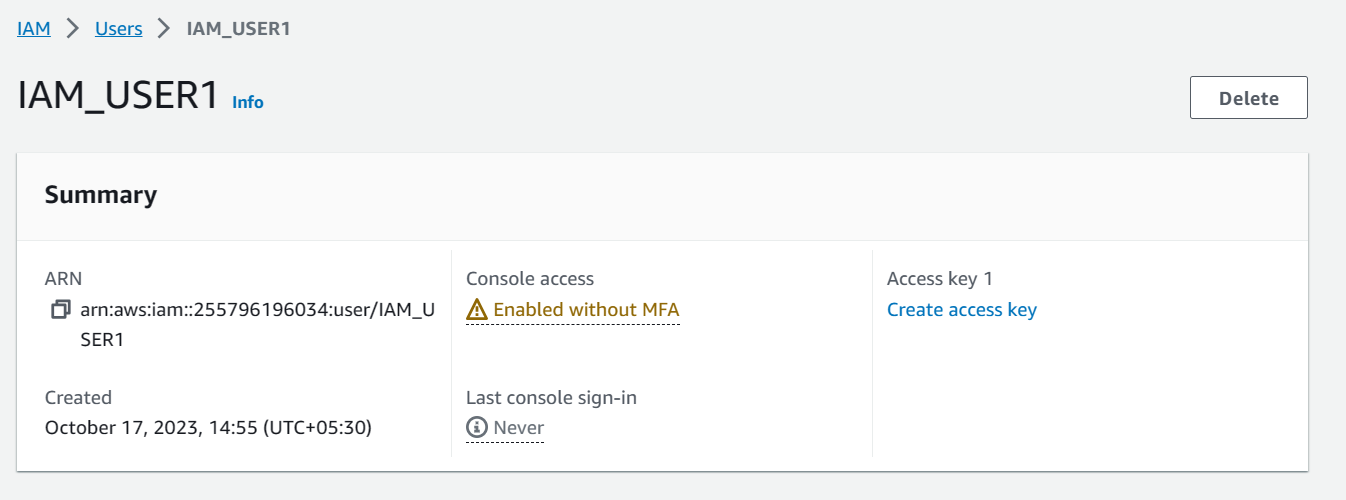 IAM > Users > IAM_USER1
IAM_USER1 Info
Delete
Summary
ARN
arn:aws:iam::255796196034:user/IAM_U
SER1
Created
October 17, 2023, 14:55 (UTC+05:30)
Console access
Enabled without MFA
Last console sign-in
Never
Access key 1
Create access key